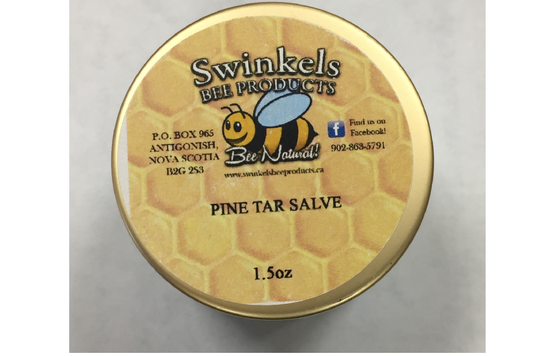 Swinkels
BEE PRODUCTS
P.O. BOX 965
ANTIGONISH,
NOVA SCOTIA
B2G 2S3
Bee Natural!
f Find us on
Facebook!
902-863-5791
www.swinkelsbeeproducts.ca
PINE TAR SALVE
1.5oz